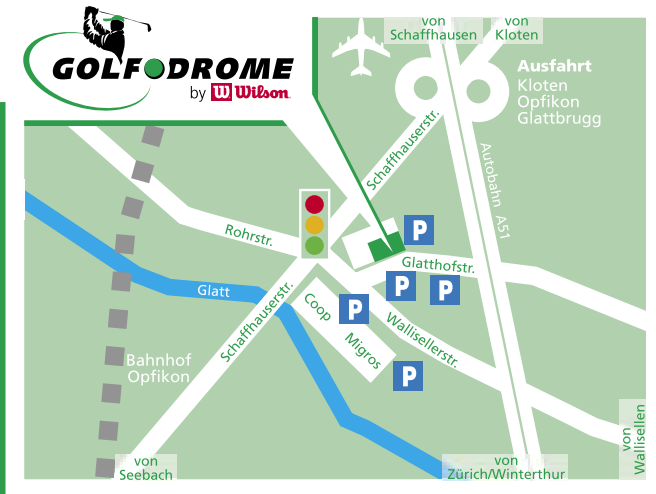 GOLFODROME
by W Wilson
von
Schaffhausen
von
Kloten
Ausfahrt
Kloten
Opfikon
Glattbrugg
Schaffhauserstr.
Autobahn A51
Rohrstr.
P
Glatthofstr.
P
P
Glatt
Schaffhauserstr.
Coop
P
Migros
Wallisellerstr.
P
Bahnhof
Opfikon
von
Wallisellen
von
Seebach
von
Zürich/Winterthur